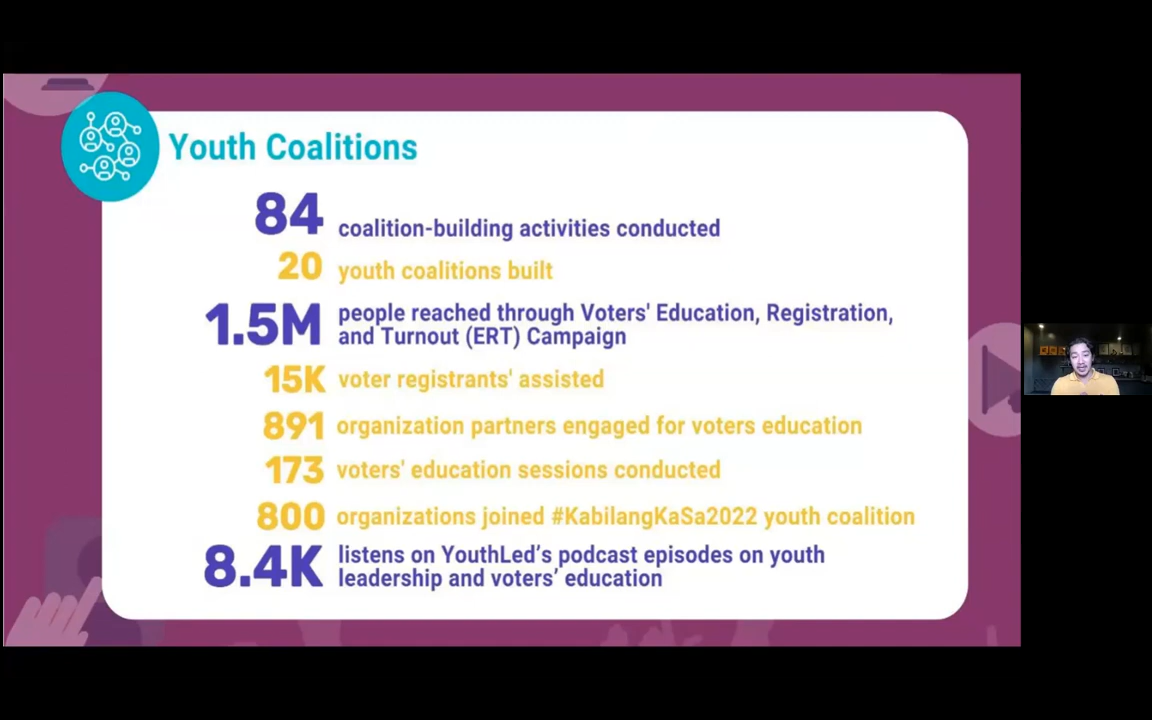 Youth Coalitions
84 coalition-building activities conducted
20 youth coalitions built
1.5M people reached through Voters' Education, Registration,
and Turnout (ERT) Campaign
15K voter registrants' assisted
891 organization partners engaged for voters education
173 voters' education sessions conducted
800 organizations joined #KabilangKaSa2022 youth coalition
8.4K listens on YouthLed’s podcast episodes on youth
leadership and voters’ education